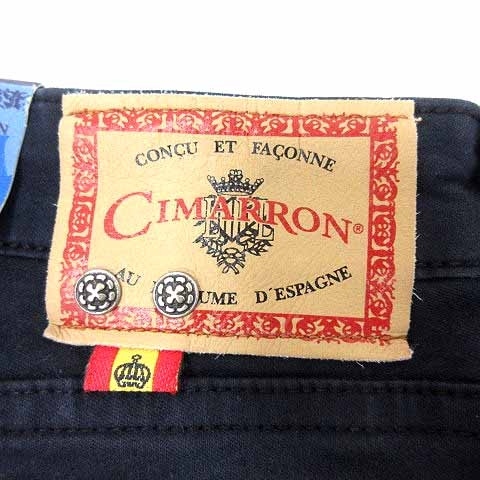 CONÇU ET FAÇONNE
CIMARRON®
AU UME D'ESPAGNE